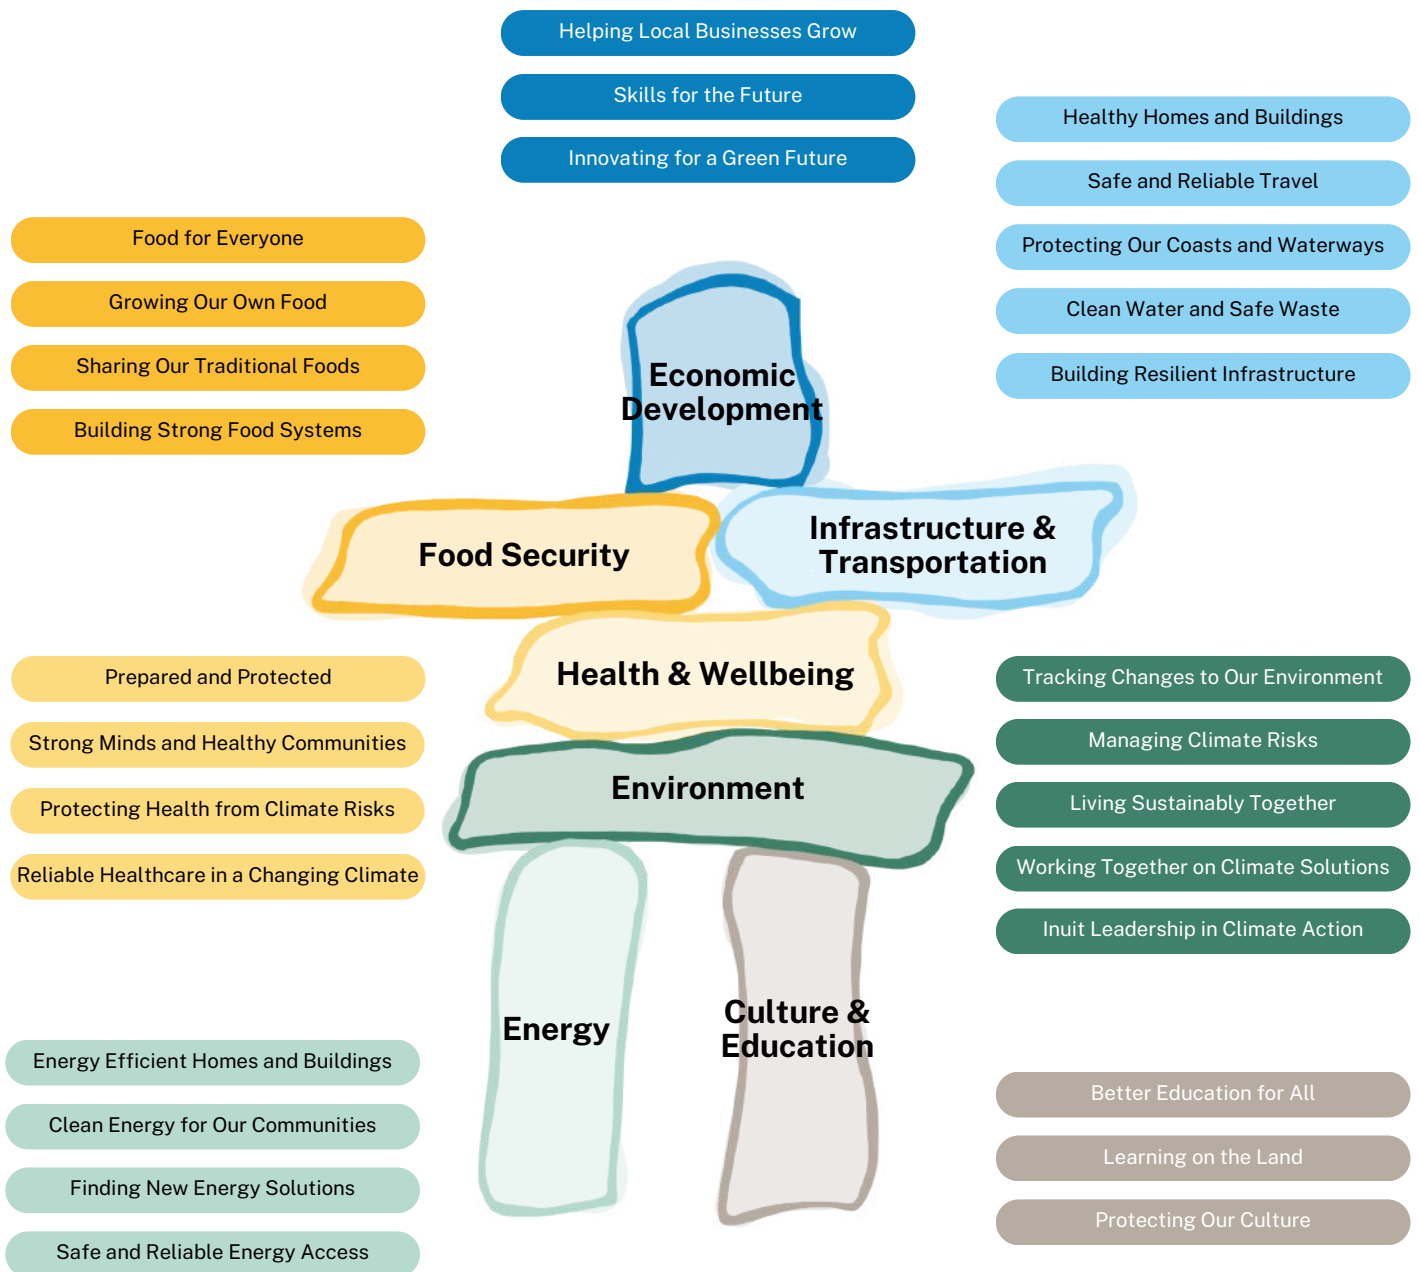 Helping Local Businesses Grow
Skills for the Future
Innovating for a Green Future
Healthy Homes and Buildings
Safe and Reliable Travel
Protecting Our Coasts and Waterways
Clean Water and Safe Waste
Building Resilient Infrastructure
Food for Everyone
Growing Our Own Food
Sharing Our Traditional Foods
Building Strong Food Systems
Economic
Development
Food Security
Infrastructure &
Transportation
Health & Wellbeing
Environment
Prepared and Protected
Strong Minds and Healthy Communities
Protecting Health from Climate Risks
Reliable Healthcare in a Changing Climate
Tracking Changes to Our Environment
Managing Climate Risks
Living Sustainably Together
Working Together on Climate Solutions
Inuit Leadership in Climate Action
Energy
Culture &
Education
Energy Efficient Homes and Buildings
Clean Energy for Our Communities
Finding New Energy Solutions
Safe and Reliable Energy Access
Better Education for All
Learning on the Land
Protecting Our Culture